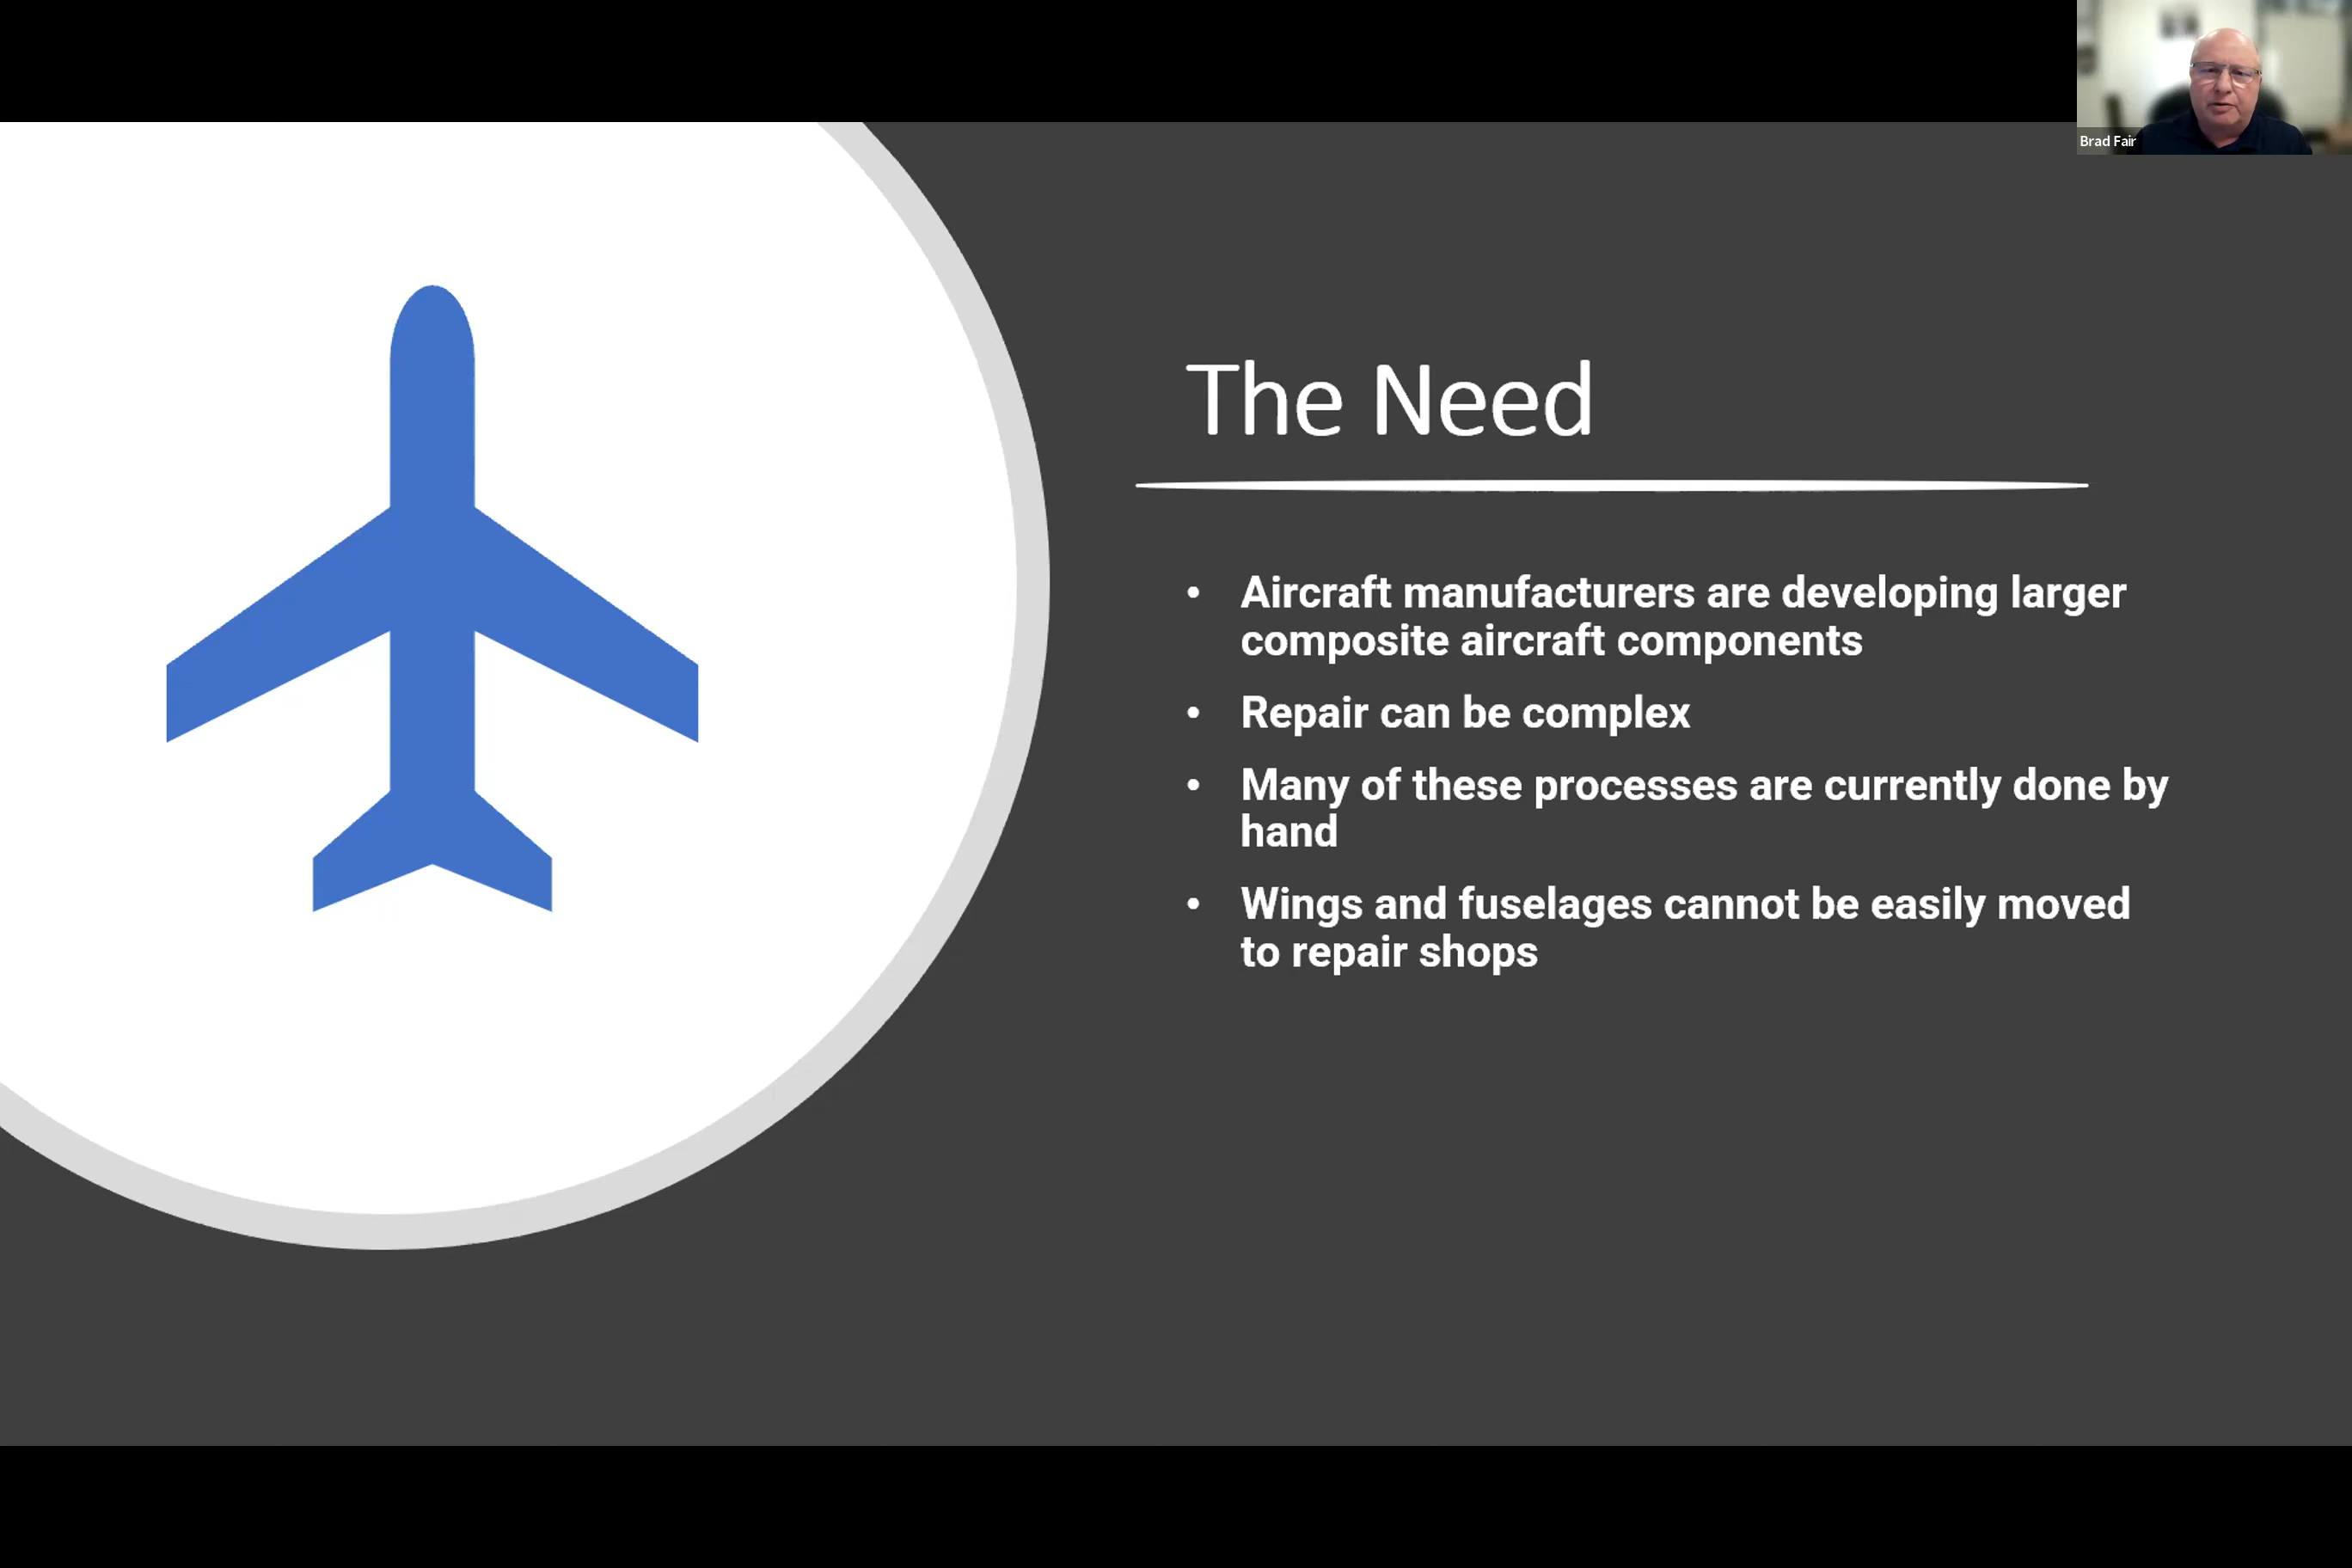 Brad Fair
The Need
• Aircraft manufacturers are developing larger
composite aircraft components
• Repair can be complex
• Many of these processes are currently done by
hand
• Wings and fuselages cannot be easily moved
to repair shops